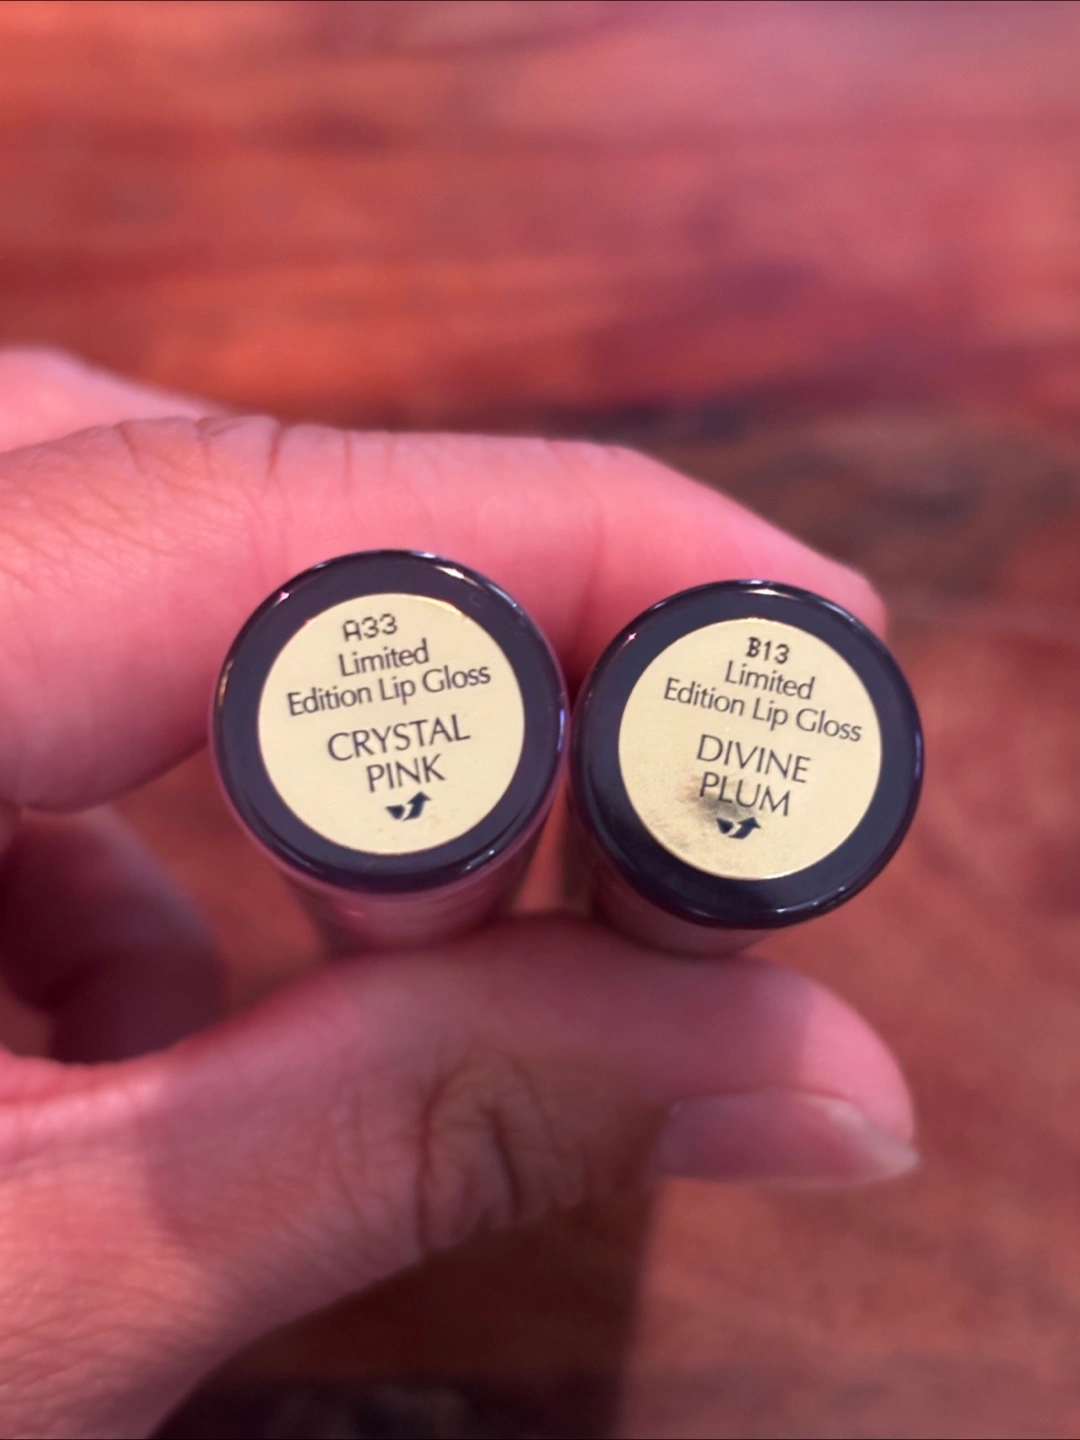 A33
Limited
Edition Lip Gloss
CRYSTAL
PINK
B13
Limited
Edition Lip Gloss
DIVINE
PLUM